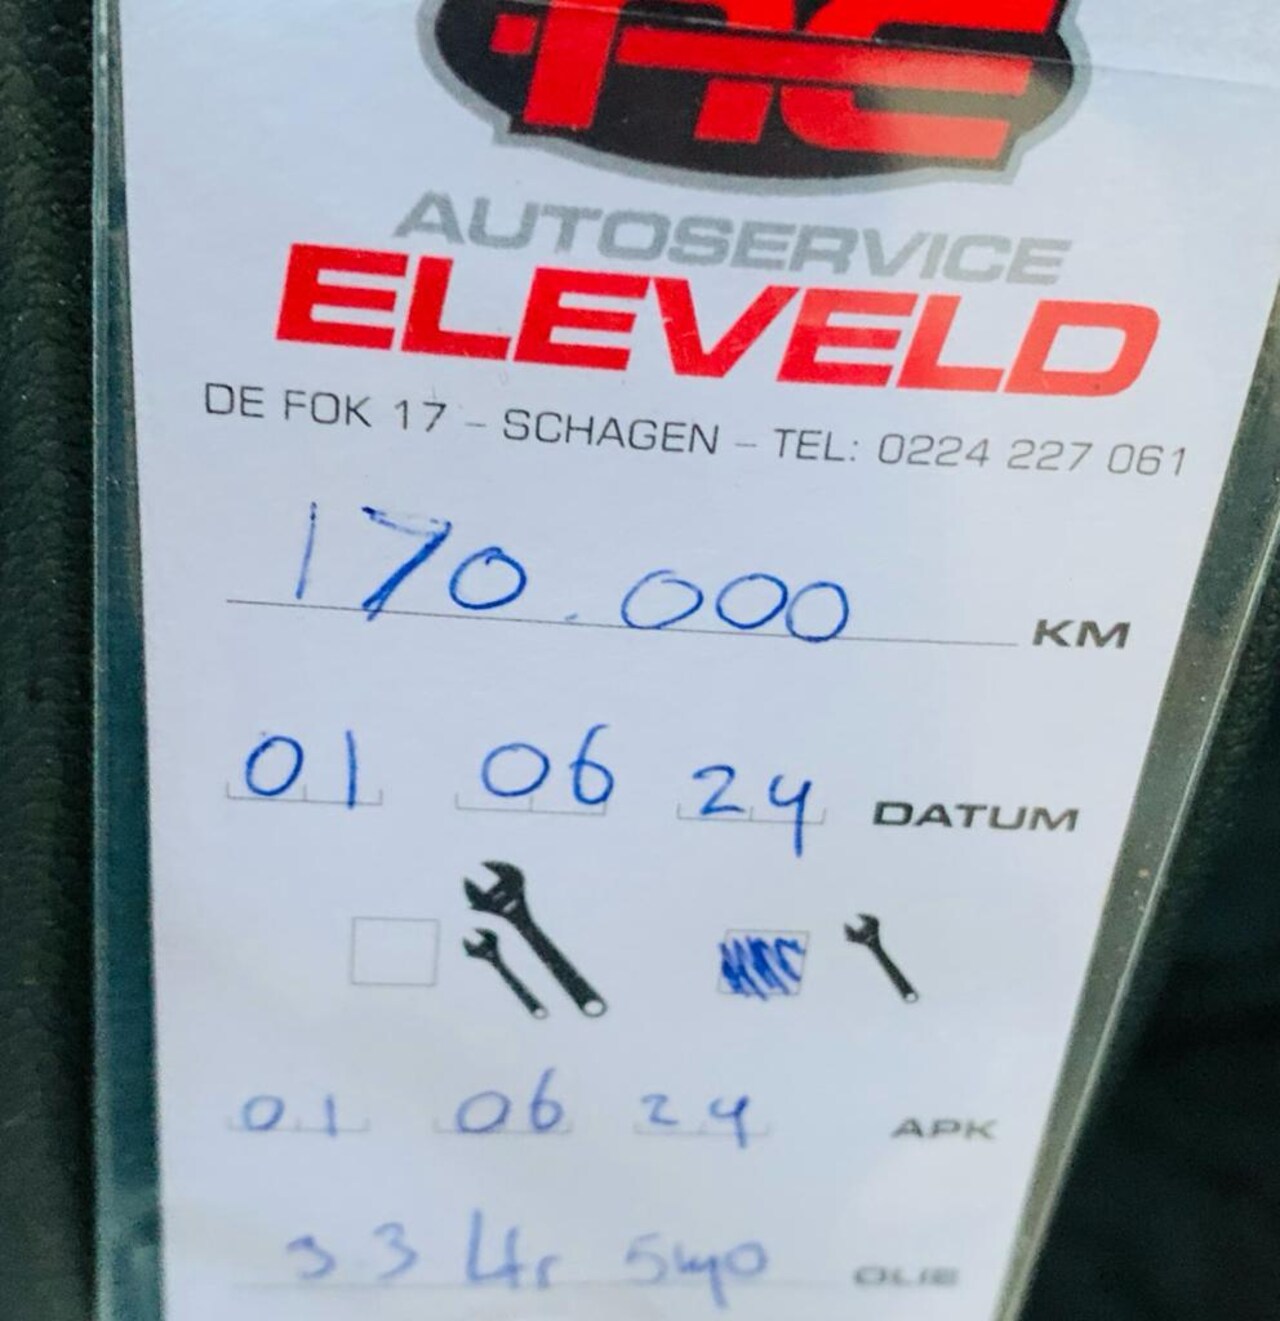 AUTOSERVICE
ELEVELD
DE FOK 17 - SCHAGEN - TEL: 0224 227 061
170.000 KM
01 06 24 DATUM
01 06 24 APK
3 3 Ltr 5w40 OLIE